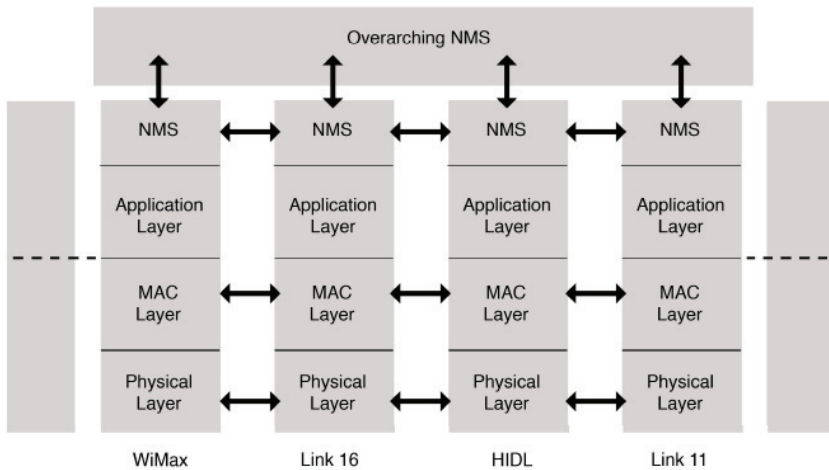 Overarching NMS
NMS NMS NMS NMS
Application Application Application Application
Layer Layer Layer Layer
MAC MAC MAC MAC
Layer Layer Layer Layer
Physical Physical Physical Physical
Layer Layer Layer Layer
WiMax Link 16 HIDL Link 11